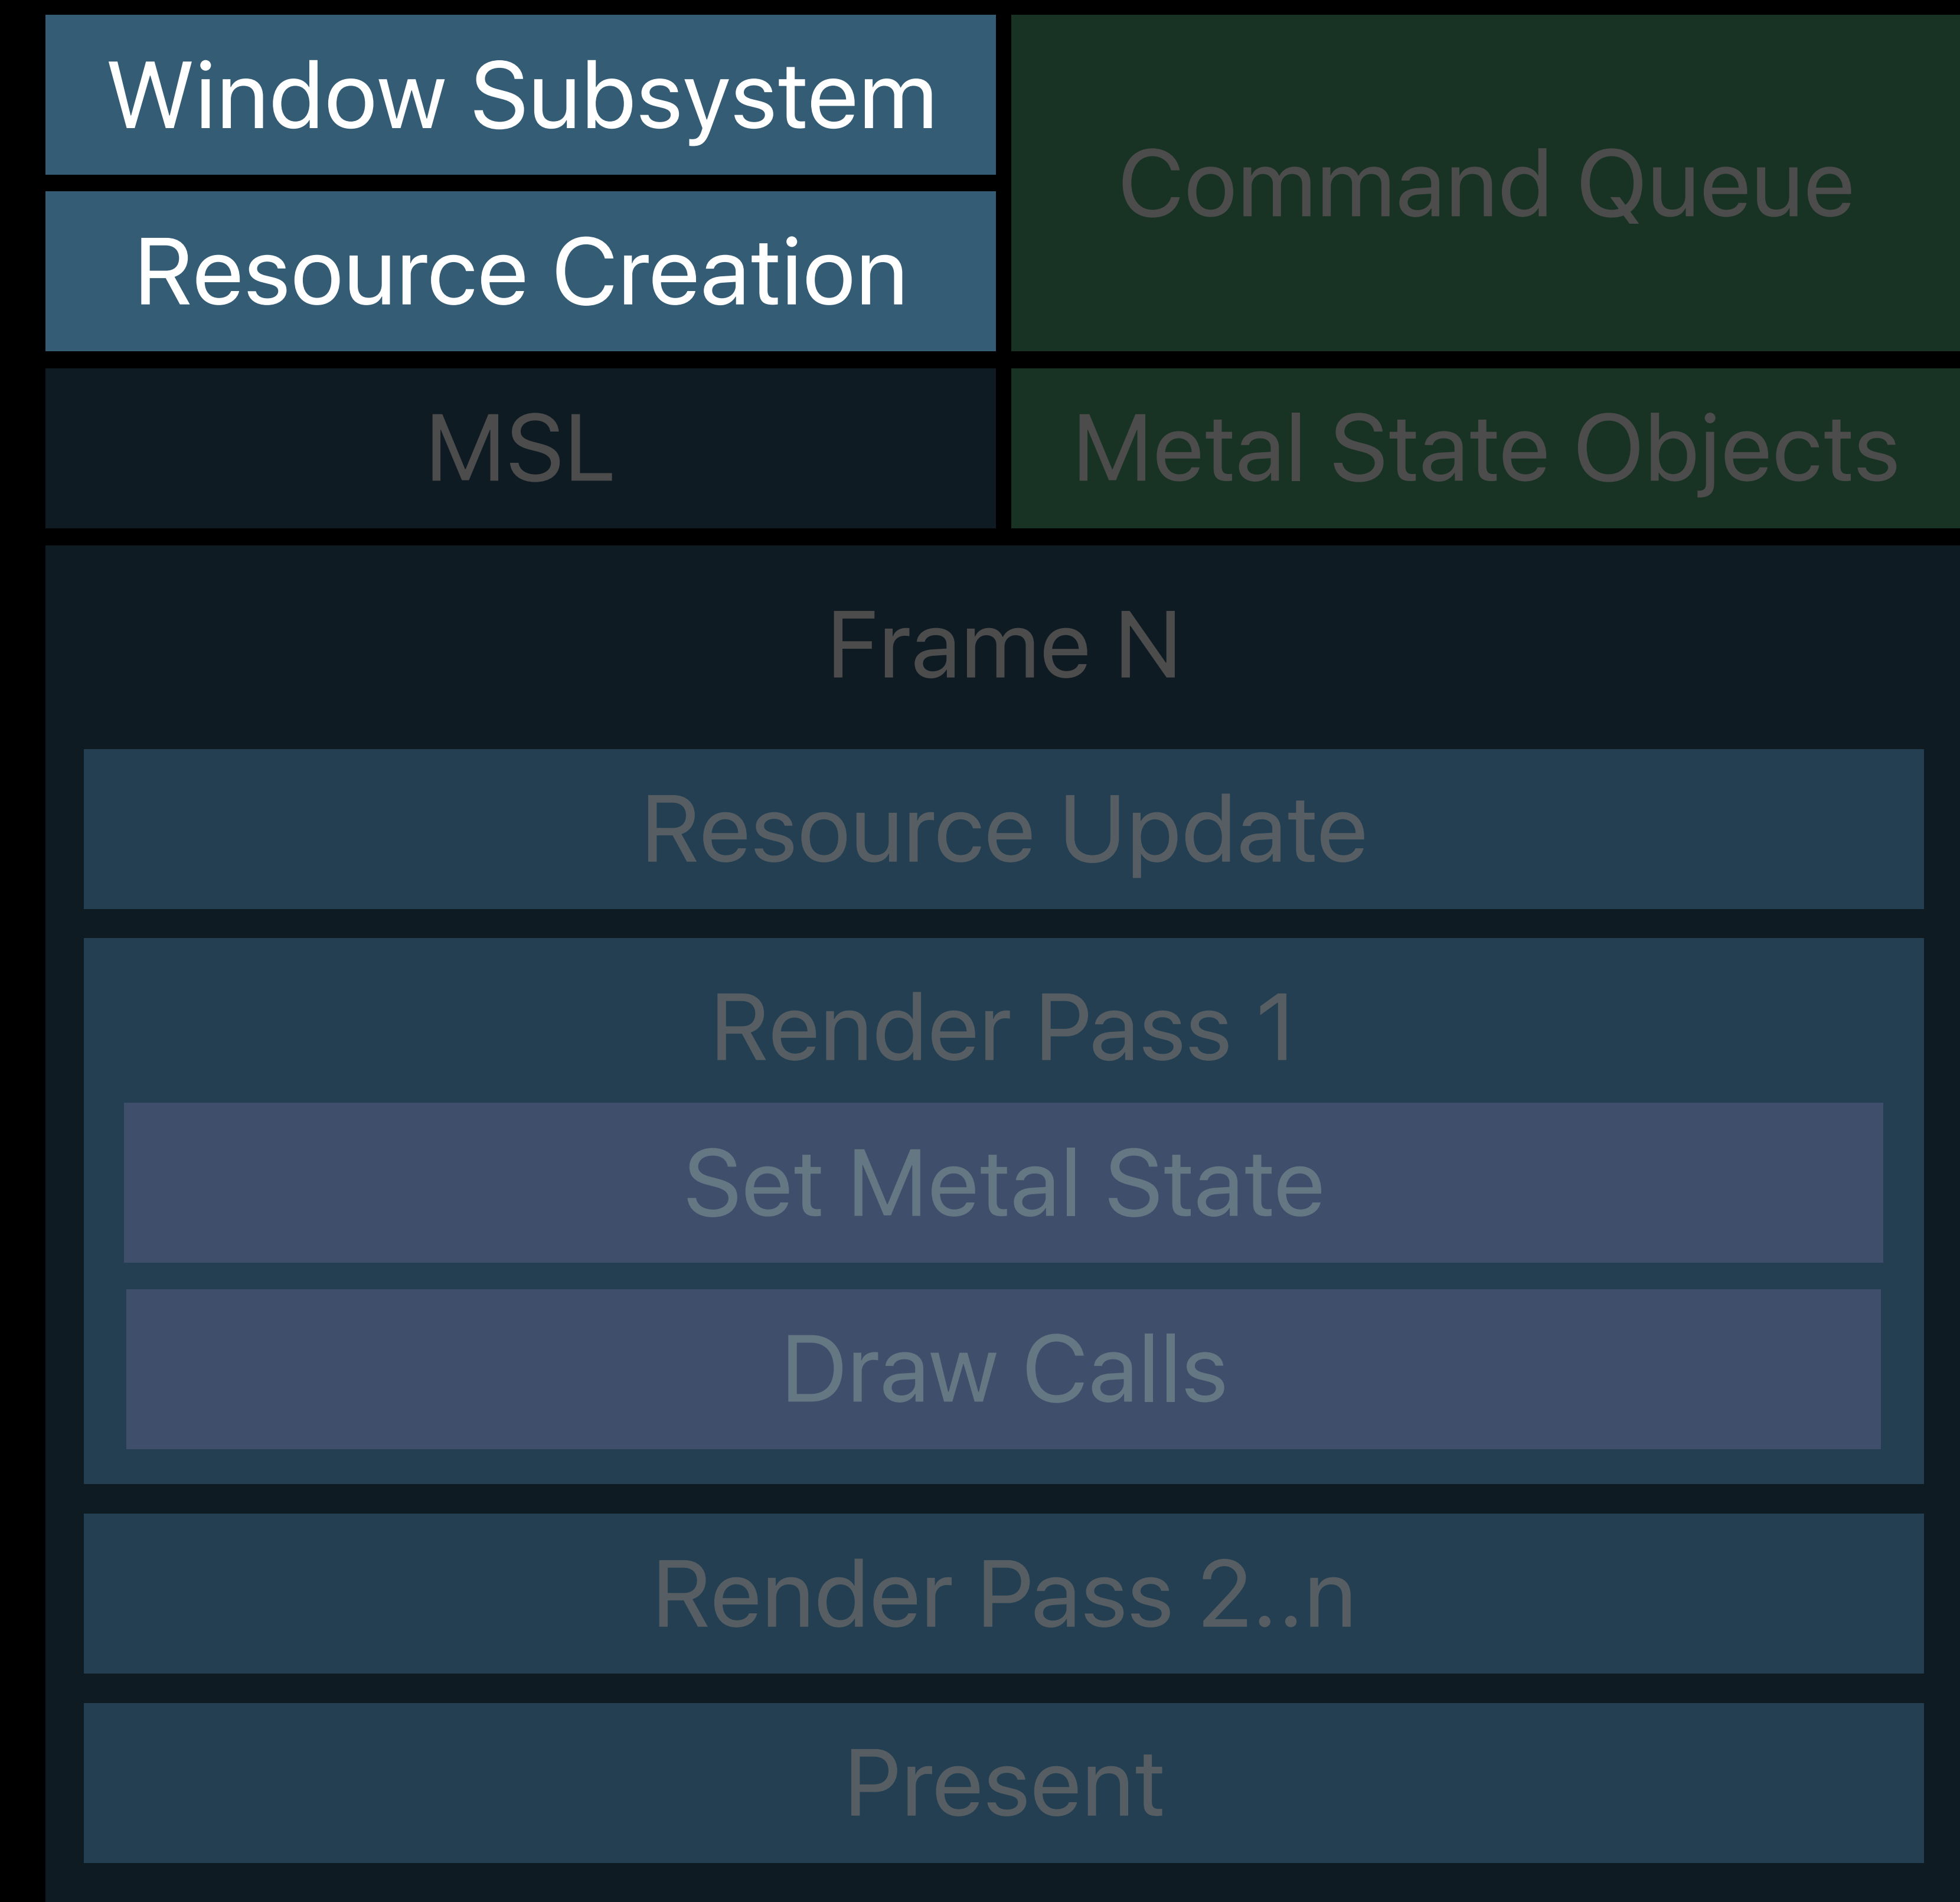 Window Subsystem
Command Queue
Resource Creation
MSL
Metal State Objects
Frame N
Resource Update
Render Pass 1
Set Metal State
Draw Calls
Render Pass 2..n
Present